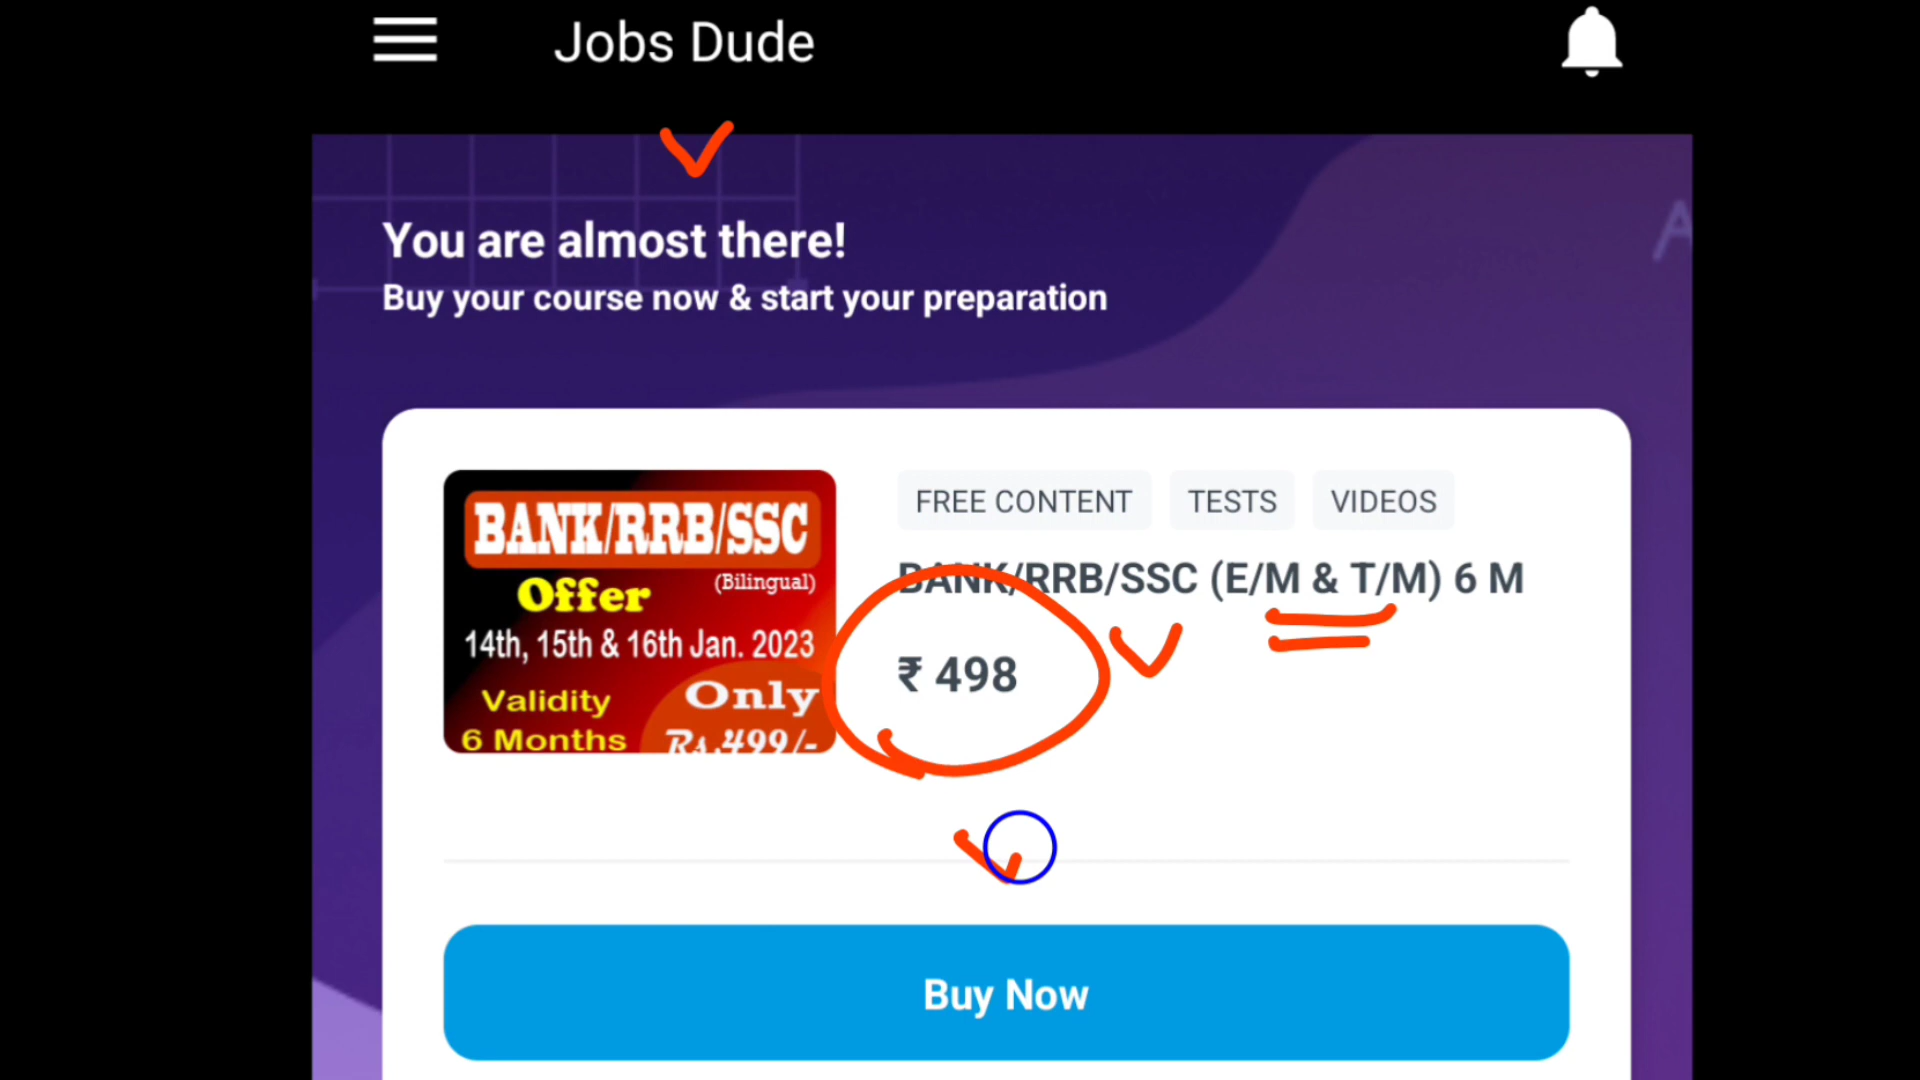 Jobs Dude
You are almost there!
Buy your course now & start your preparation
BANK/RRB/SSC
(Bilingual)
Offer
14th, 15th & 16th Jan. 2023
Validity
6 Months
Only
Rs.499/-
FREE CONTENT TESTS VIDEOS
BANK/RRB/SSC (E/M & T/M) 6 M
₹ 498
Buy Now